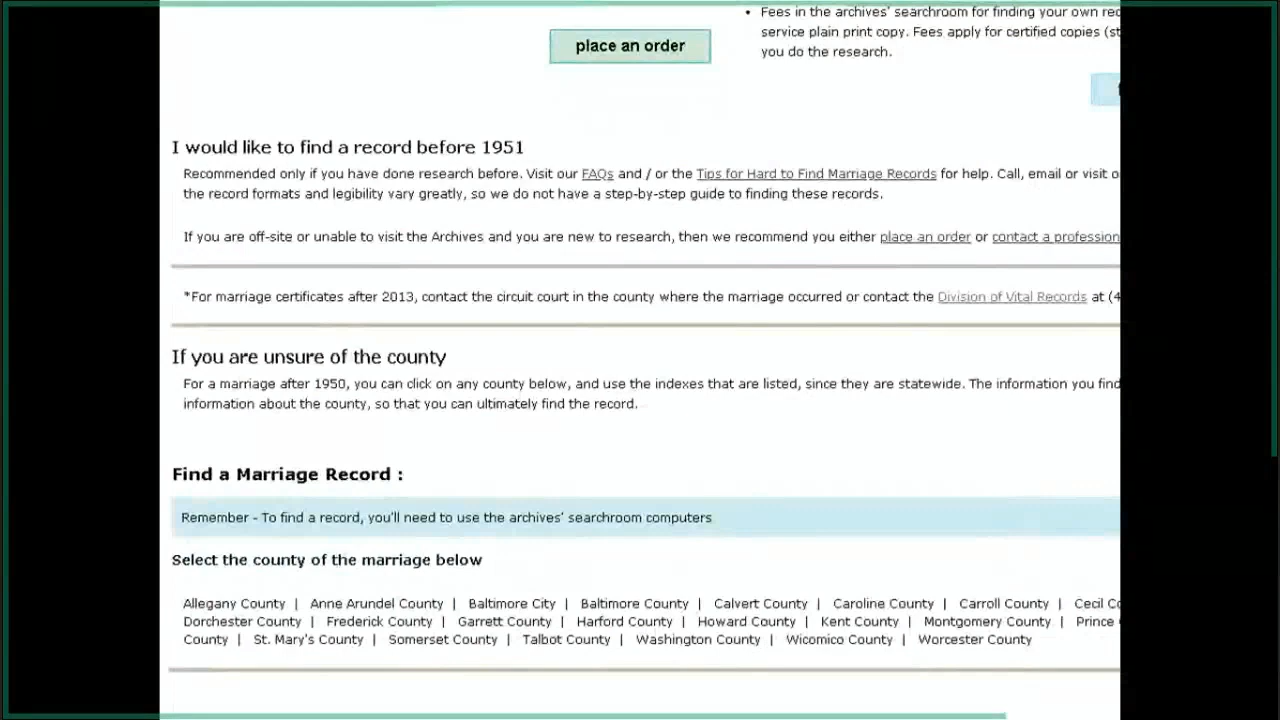 • Fees in the archives' searchroom for finding your own
service plain print copy. Fees apply for certified copies
you do the research.
place an order
I would like to find a record before 1951
Recommended only if you have done research before. Visit our FAQs and / or the Tips for Hard to Find Marriage Records for help. Call, email or visit
the record formats and legibility vary greatly, so we do not have a step-by-step guide to finding these records.
If you are off-site or unable to visit the Archives and you are new to research, then we recommend you either place an order or contact a profession
*For marriage certificates after 2013, contact the circuit court in the county where the marriage occurred or contact the Division of Vital Records at (4
If you are unsure of the county
For a marriage after 1950, you can click on any county below, and use the indexes that are listed, since they are statewide. The information you find
information about the county, so that you can ultimately find the record.
Find a Marriage Record :
Remember - To find a record, you'll need to use the archives' searchroom computers
Select the county of the marriage below
Allegany County | Anne Arundel County | Baltimore City | Baltimore County | Calvert County | Caroline County | Carroll County | Cecil
Dorchester County | Frederick County | Garrett County | Harford County | Howard County | Kent County | Montgomery County | Prince
County | St. Mary's County | Somerset County | Talbot County | Washington County | Wicomico County | Worcester County